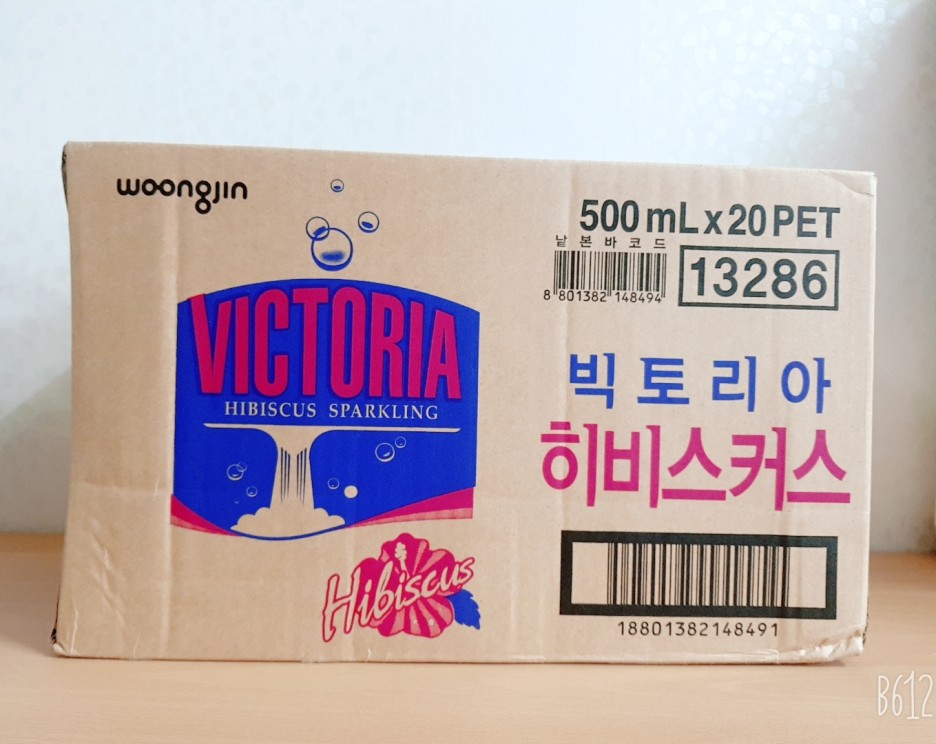 woongjin
VICTORIA
HIBISCUS SPARKLING
Hibiscus
500 mL x 20 PET
낱본바코드
8 801382 148494
13286
빅토리아
히비스커스
18801382148491
B612